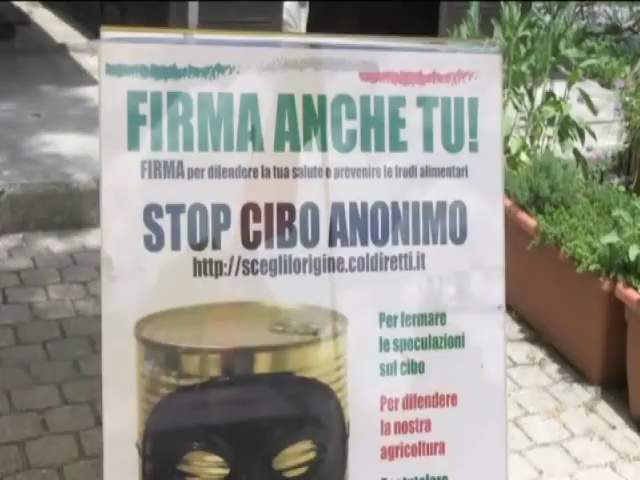 FIRMA ANCHE TU!
FIRMA per difendere la tua salute e prevenire le frodi alimentari
STOP CIBO ANONIMO
http://sceglilorigine.coldiretti.it
Per fermare
le speculazioni
sul cibo
Per difendere
la nostra
agricoltura